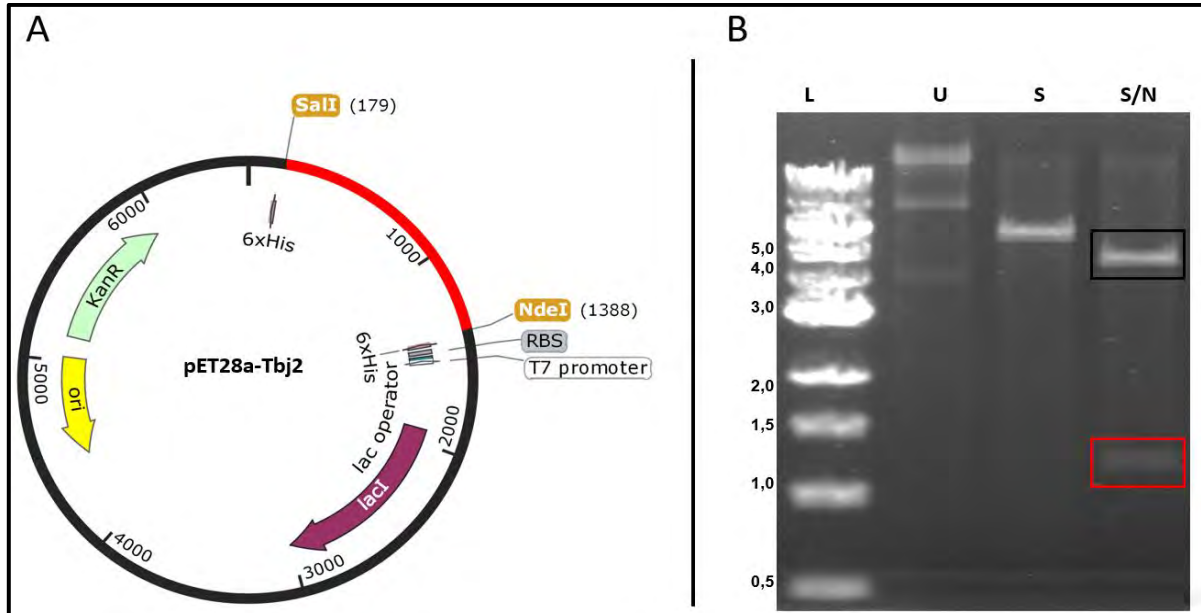 A
SalI (179)
6000
6xHis
1000
KanR
NdeI (1388)
6xHis
RBS
T7 promoter
pET28a-Tbj2
5000
ori
lac operator
2000
lacI
4000
3000
B
L U S S/N
5,0
4,0
3,0
2,0
1,5
1,0
0,5